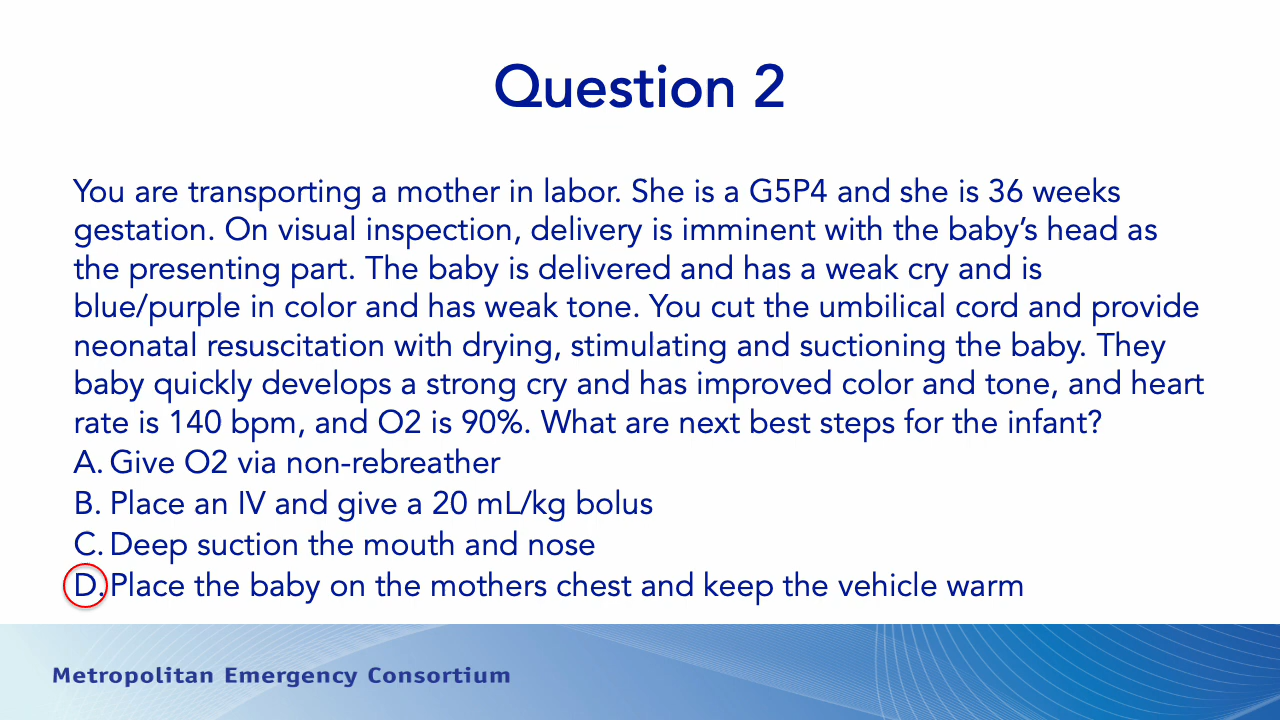 Question 2
You are transporting a mother in labor. She is a G5P4 and she is 36 weeks
gestation. On visual inspection, delivery is imminent with the baby’s head as
the presenting part. The baby is delivered and has a weak cry and is
blue/purple in color and has weak tone. You cut the umbilical cord and provide
neonatal resuscitation with drying, stimulating and suctioning the baby. They
baby quickly develops a strong cry and has improved color and tone, and heart
rate is 140 bpm, and O2 is 90%. What are next best steps for the infant?
A. Give O2 via non-rebreather
B. Place an IV and give a 20 mL/kg bolus
C. Deep suction the mouth and nose
D. Place the baby on the mothers chest and keep the vehicle warm
Metropolitan Emergency Consortium